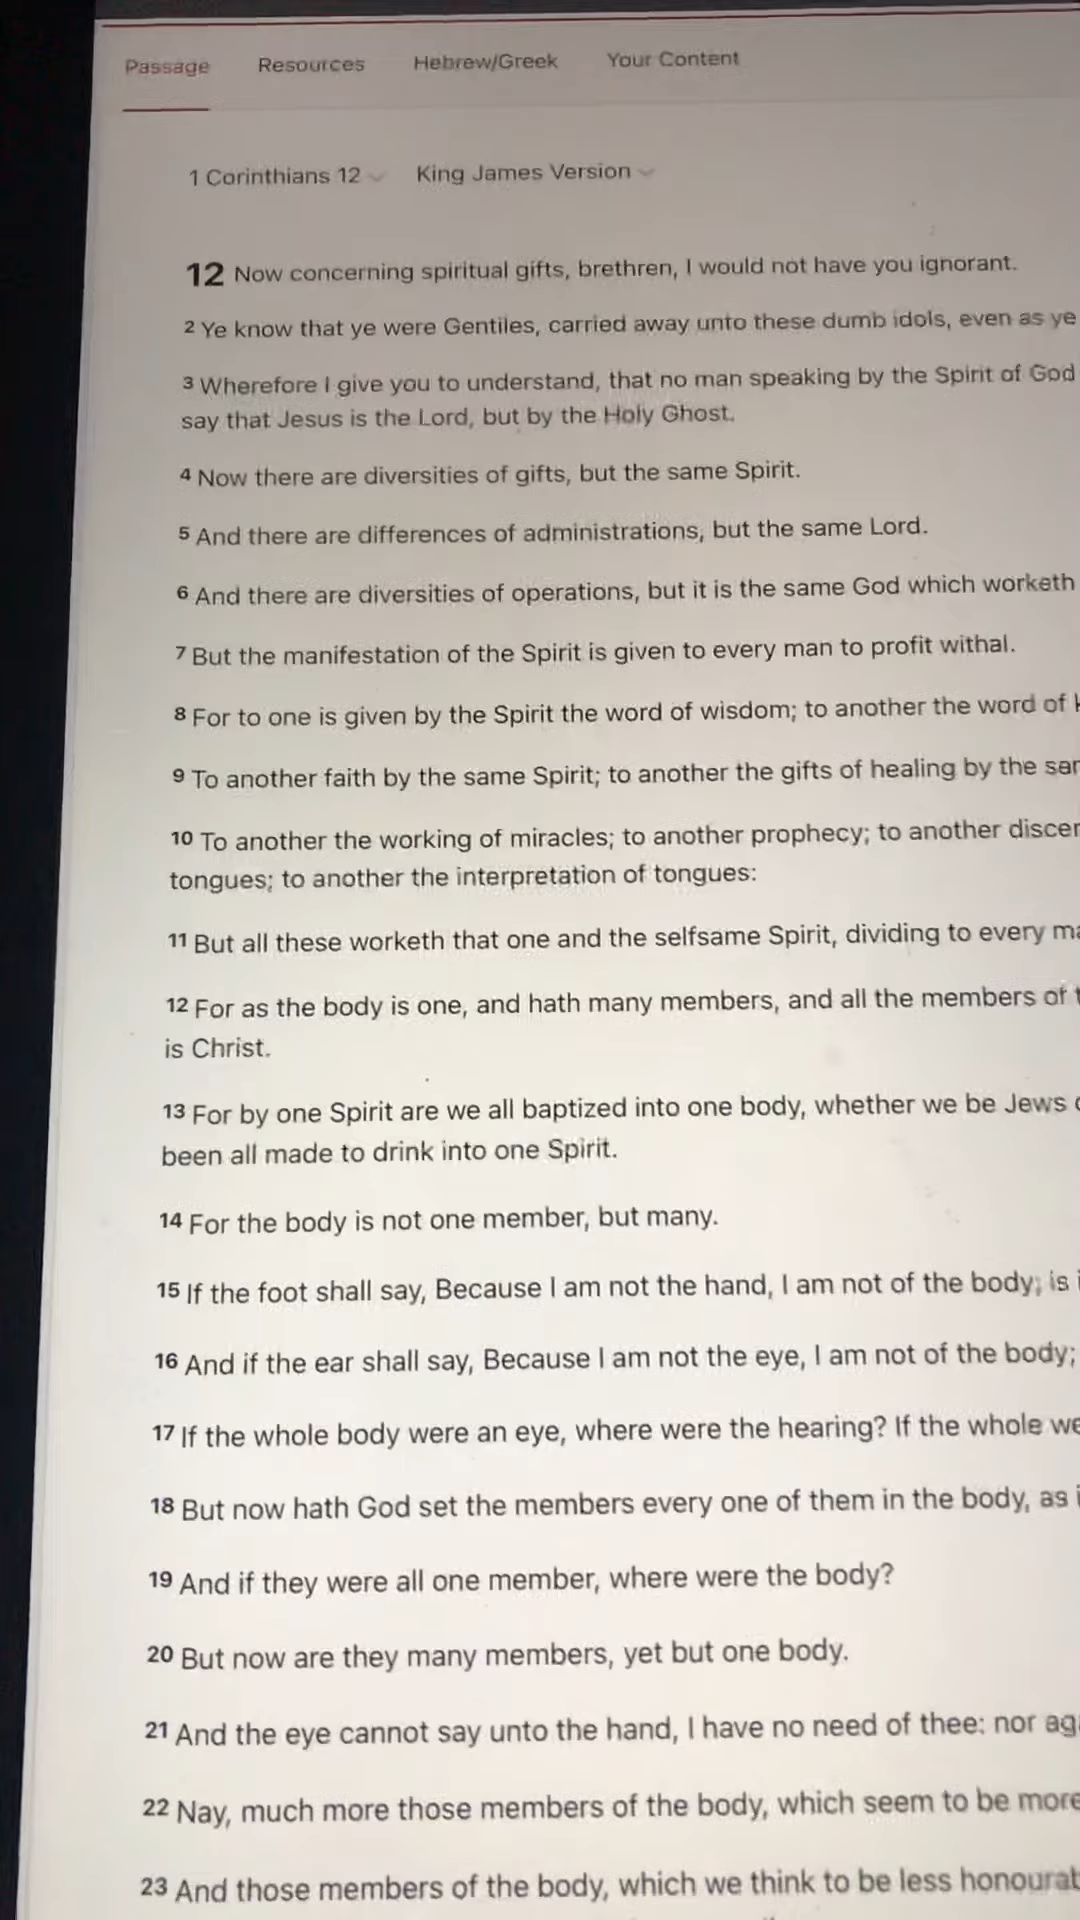 Passage Resources Hebrew/Greek Your Content
1 Corinthians 12 King James Version
12 Now concerning spiritual gifts, brethren, I would not have you ignorant.
2 Ye know that ye were Gentiles, carried away unto these dumb idols, even as ye
3 Wherefore I give you to understand, that no man speaking by the Spirit of God
say that Jesus is the Lord, but by the Holy Ghost.
4 Now there are diversities of gifts, but the same Spirit.
5 And there are differences of administrations, but the same Lord.
6 And there are diversities of operations, but it is the same God which worketh
7 But the manifestation of the Spirit is given to every man to profit withal.
8 For to one is given by the Spirit the word of wisdom; to another the word of
9 To another faith by the same Spirit; to another the gifts of healing by the
10 To another the working of miracles; to another prophecy; to another
tongues; to another the interpretation of tongues:
11 But all these worketh that one and the selfsame Spirit, dividing to every
12 For as the body is one, and hath many members, and all the members of
is Christ.
13 For by one Spirit are we all baptized into one body, whether we be Jews
been all made to drink into one Spirit.
14 For the body is not one member, but many.
15 If the foot shall say, Because I am not the hand, I am not of the body; is
16 And if the ear shall say, Because I am not the eye, I am not of the body;
17 If the whole body were an eye, where were the hearing? If the whole
18 But now hath God set the members every one of them in the body, as
19 And if they were all one member, where were the body?
20 But now are they many members, yet but one body.
21 And the eye cannot say unto the hand, I have no need of thee: nor
22 Nay, much more those members of the body, which seem to be more
23 And those members of the body, which we think to be less